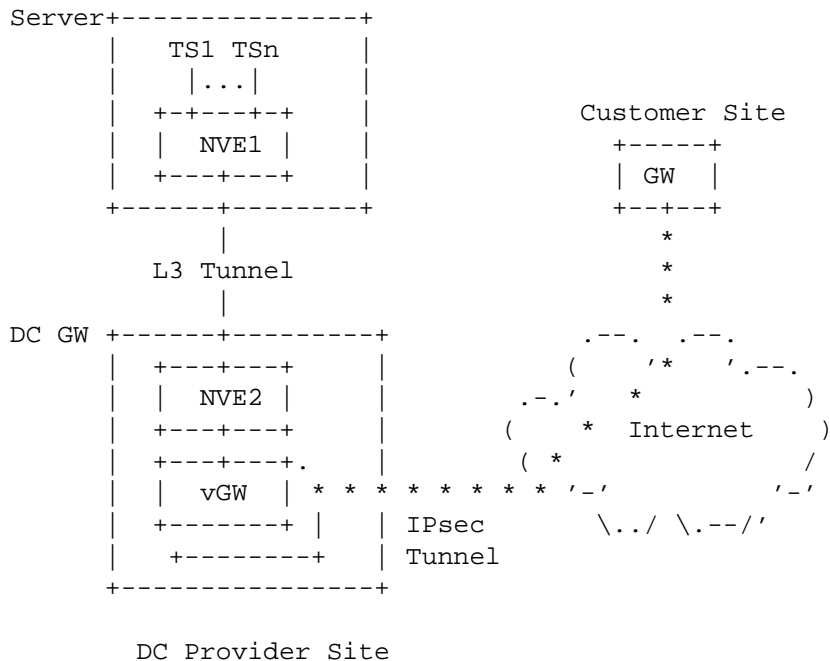 Server
TS1 TSn
...
Customer Site
NVE1
GW
L3 Tunnel
DC GW
NVE2
Internet
vGW
IPsec
Tunnel
DC Provider Site